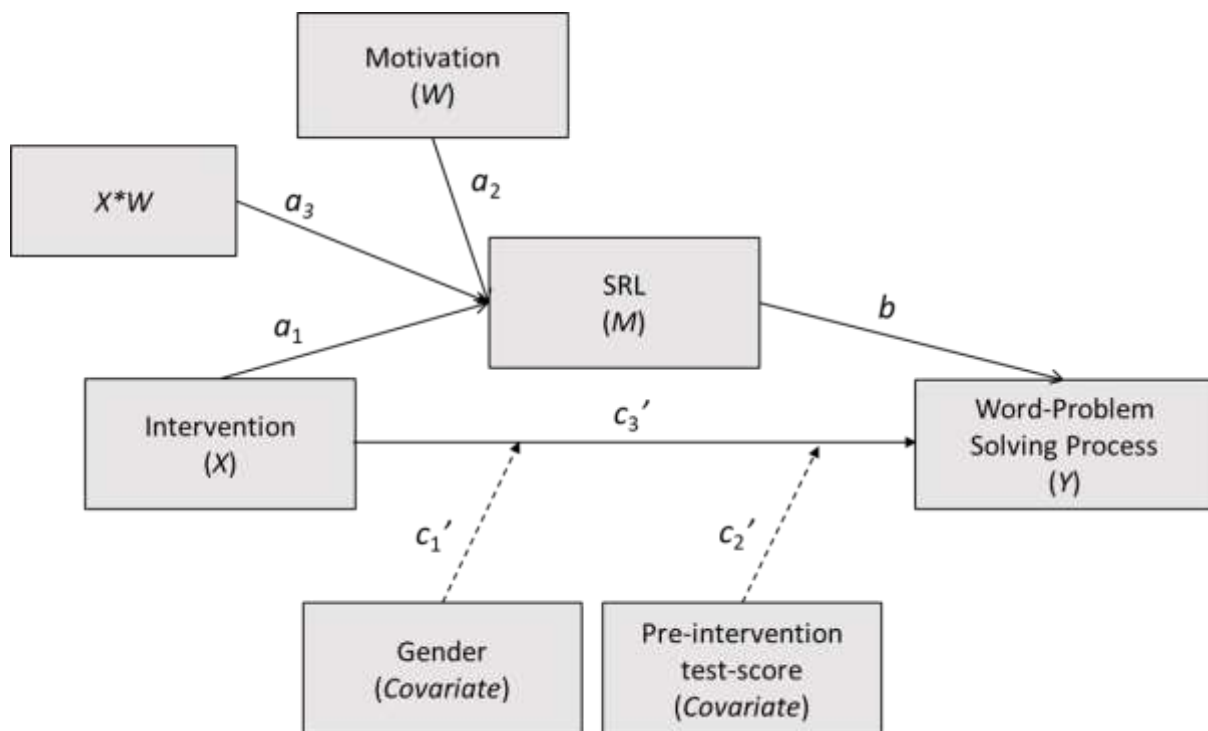 Motivation
(W)
X*W
a₃
a₂
SRL
(M)
a₁
b
Intervention
(X)
c₃′
Word-Problem
Solving Process
(Y)
c₁′
c₂′
Gender
(Covariate)
Pre-intervention
test-score
(Covariate)